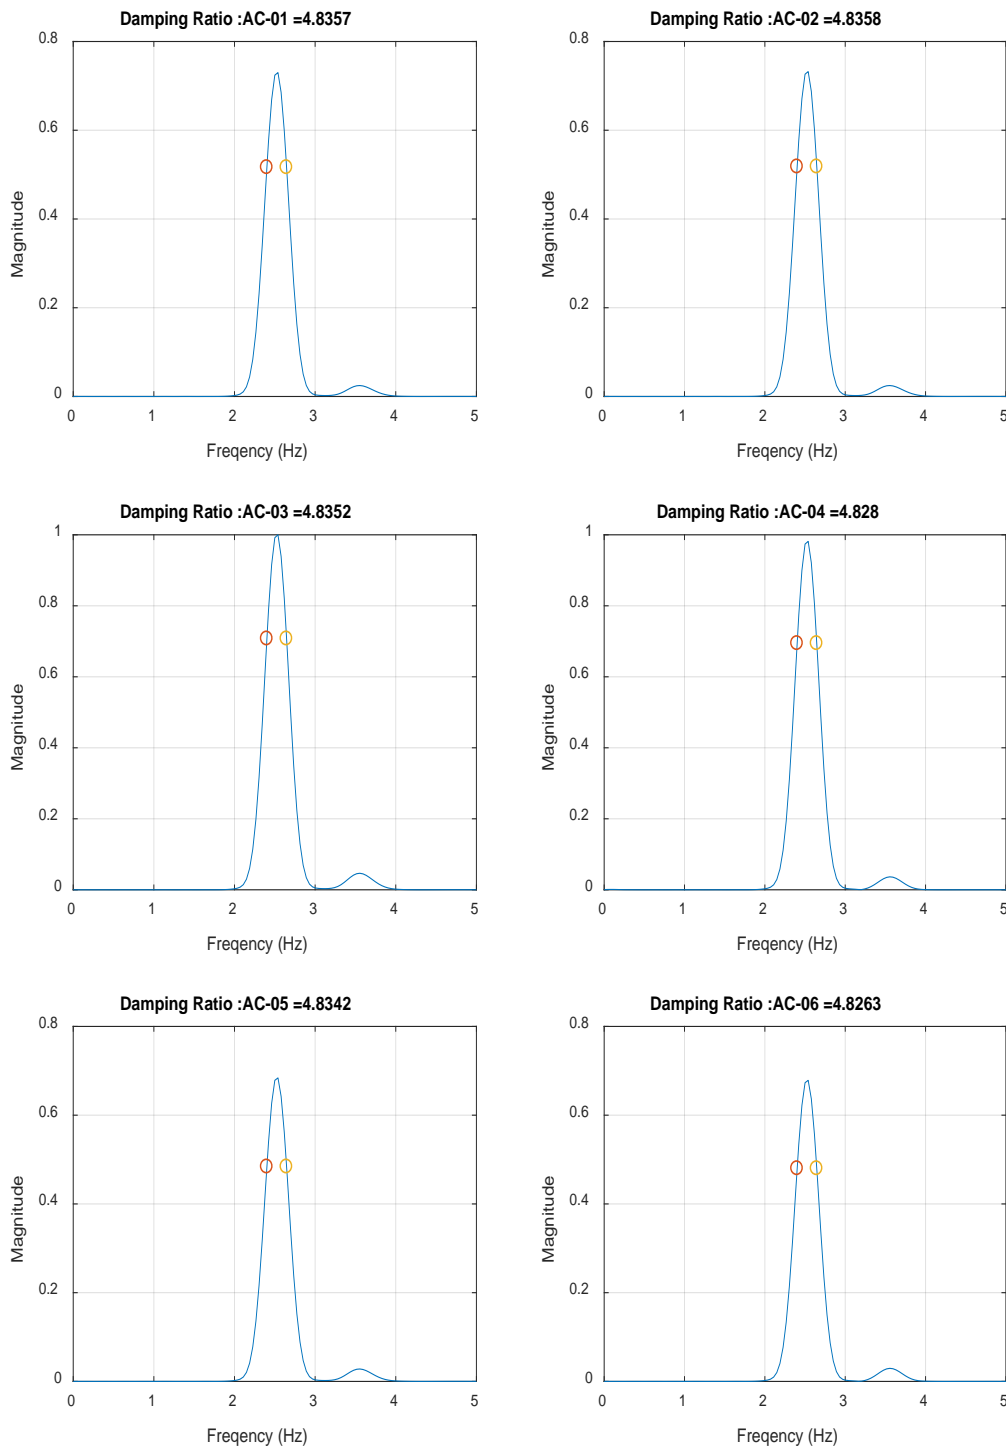 Damping Ratio :AC-01 =4.8357
0.8
0.6
0.4
0.2
0
Magnitude
0 1 2 3 4 5
Freqency (Hz)
Damping Ratio :AC-02 =4.8358
0.8
0.6
0.4
0.2
0
Magnitude
0 1 2 3 4 5
Freqency (Hz)
Damping Ratio :AC-03 =4.8352
1
0.8
0.6
0.4
0.2
0
Magnitude
0 1 2 3 4 5
Freqency (Hz)
Damping Ratio :AC-04 =4.828
1
0.8
0.6
0.4
0.2
0
Magnitude
0 1 2 3 4 5
Freqency (Hz)
Damping Ratio :AC-05 =4.8342
0.8
0.6
0.4
0.2
0
Magnitude
0 1 2 3 4 5
Freqency (Hz)
Damping Ratio :AC-06 =4.8263
0.8
0.6
0.4
0.2
0
Magnitude
0 1 2 3 4 5
Freqency (Hz)